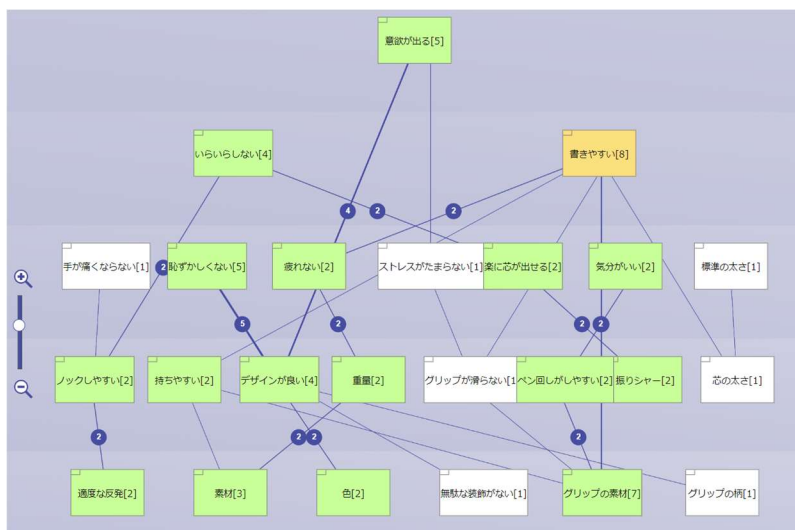 意欲が出る[5]
いらいらしない[4]
書きやすい[8]
4
2
2
手が痛くならない[1]
2
恥ずかしくない[5]
疲れない[2]
ストレスがたまらない[1]
楽に芯が出せる[2]
気分がいい[2]
標準の太さ[1]
5
2
2
2
ノックしやすい[2]
持ちやすい[2]
デザインが良い[4]
重量[2]
グリップが滑らない[1
ペン回しがしやすい[2]
振りシャー[2]
芯の太さ[1]
2
2
2
2
適度な反発[2]
素材[3]
色[2]
無駄な装飾がない[1]
グリップの素材[7]
グリップの柄[1]